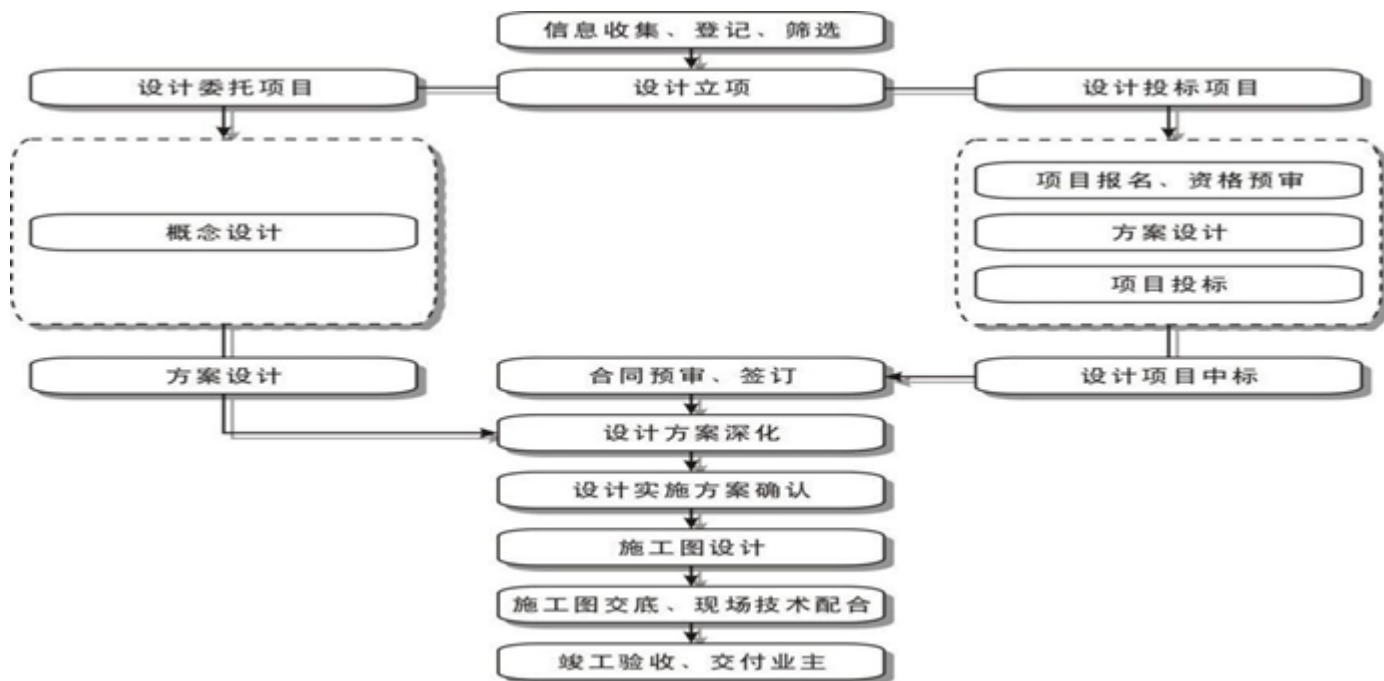 信息收集、登记、筛选
设计委托项目
设计立项
设计投标项目
项目报名、资格预审
概念设计
方案设计
项目投标
方案设计
合同预审、签订
设计项目中标
设计方案深化
设计实施方案确认
施工图设计
施工图交底、现场技术配合
竣工验收、交付业主